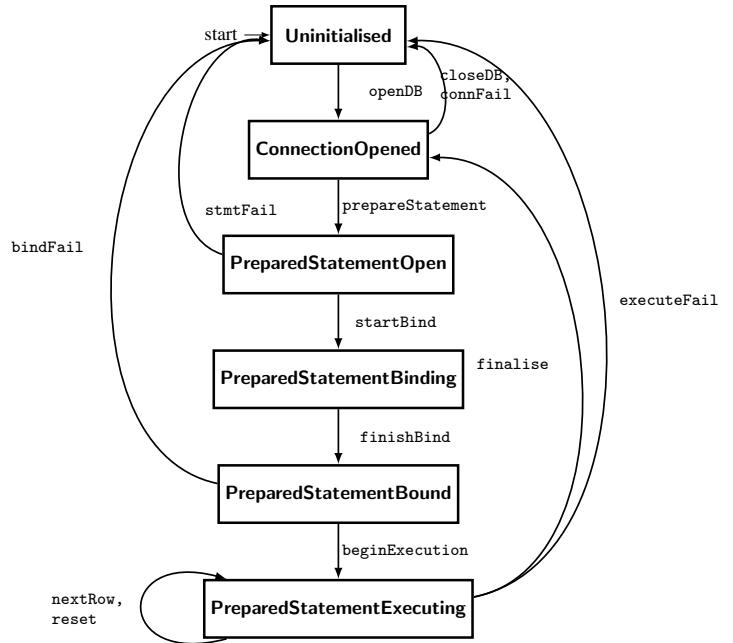 start
Uninitialised
closeDB,
connFail
openDB
ConnectionOpened
prepareStatement
stmtFail
bindFail
PreparedStatementOpen
executeFail
startBind
PreparedStatementBinding
finalise
finishBind
PreparedStatementBound
beginExecution
nextRow,
reset
PreparedStatementExecuting